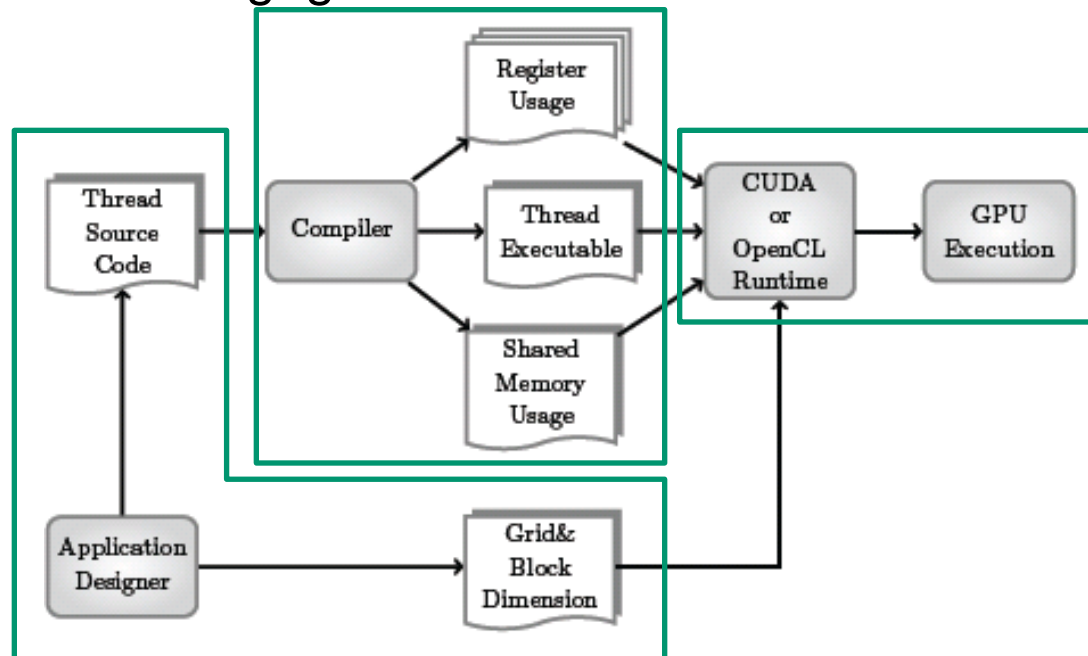 Register
Usage
Thread
Source
Code
Compiler
Thread
Executable
CUDA
or
OpenCL
Runtime
GPU
Execution
Shared
Memory
Usage
Application
Designer
Grid&
Block
Dimension